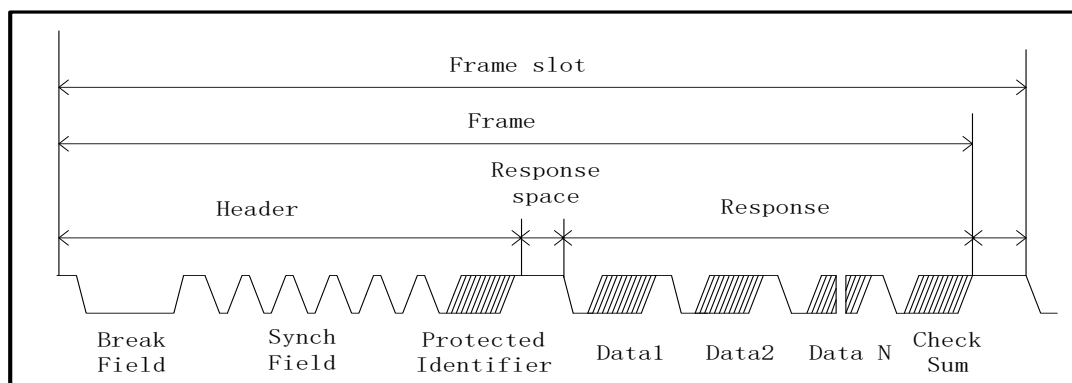 Frame slot
Frame
Response
space
Header
Response
Break
Field
Synch
Field
Protected
Identifier
Data1
Data2
Data N
Check
Sum